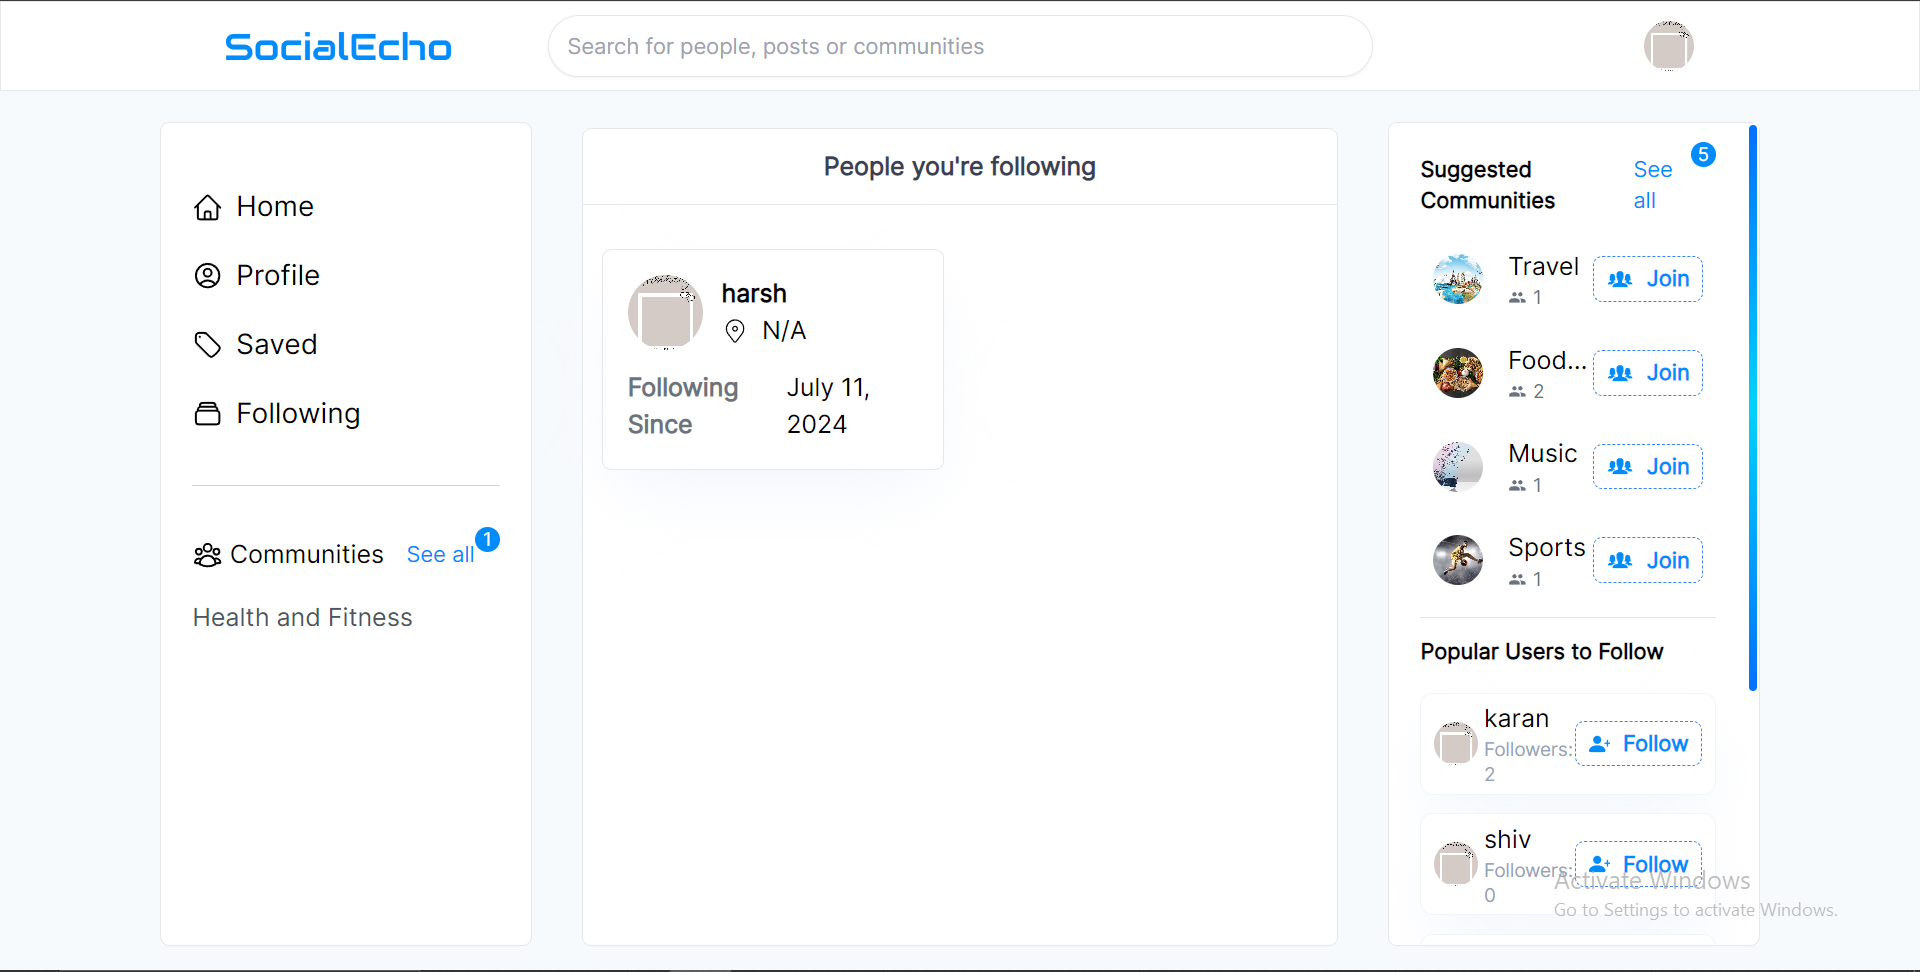 SocialEcho
Search for people, posts or communities
Home
Profile
Saved
Following
Communities
See all
1
Health and Fitness
People you're following
harsh
N/A
Following
Since
July 11,
2024
Suggested
Communities
See
all
5
Travel
1
Join
Food...
2
Join
Music
1
Join
Sports
1
Join
Popular Users to Follow
karan
Followers:
2
Follow
shiv
Followers:
0
Follow
Activate Windows
Go to Settings to activate Windows.